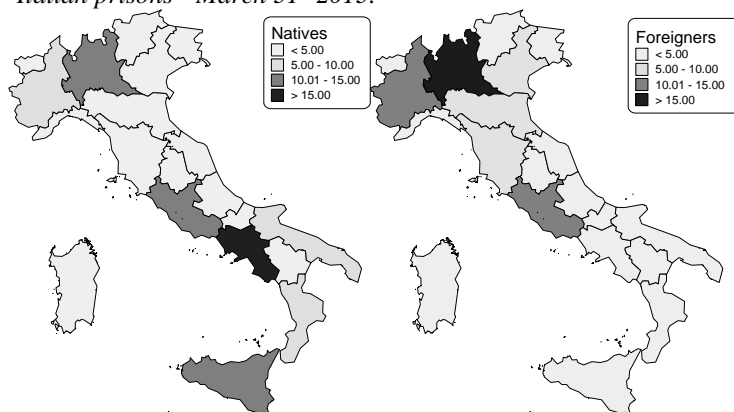 Italian prisons - March 31 2015.
Natives
< 5.00
5.00 - 10.00
10.01 - 15.00
> 15.00
Foreigners
< 5.00
5.00 - 10.00
10.01 - 15.00
> 15.00